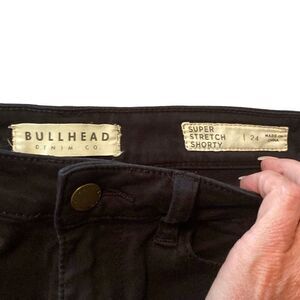 BULLHEAD
DENIM CO.
SUPER
STRETCH
SHORTY
24
MADE IN
CHINA